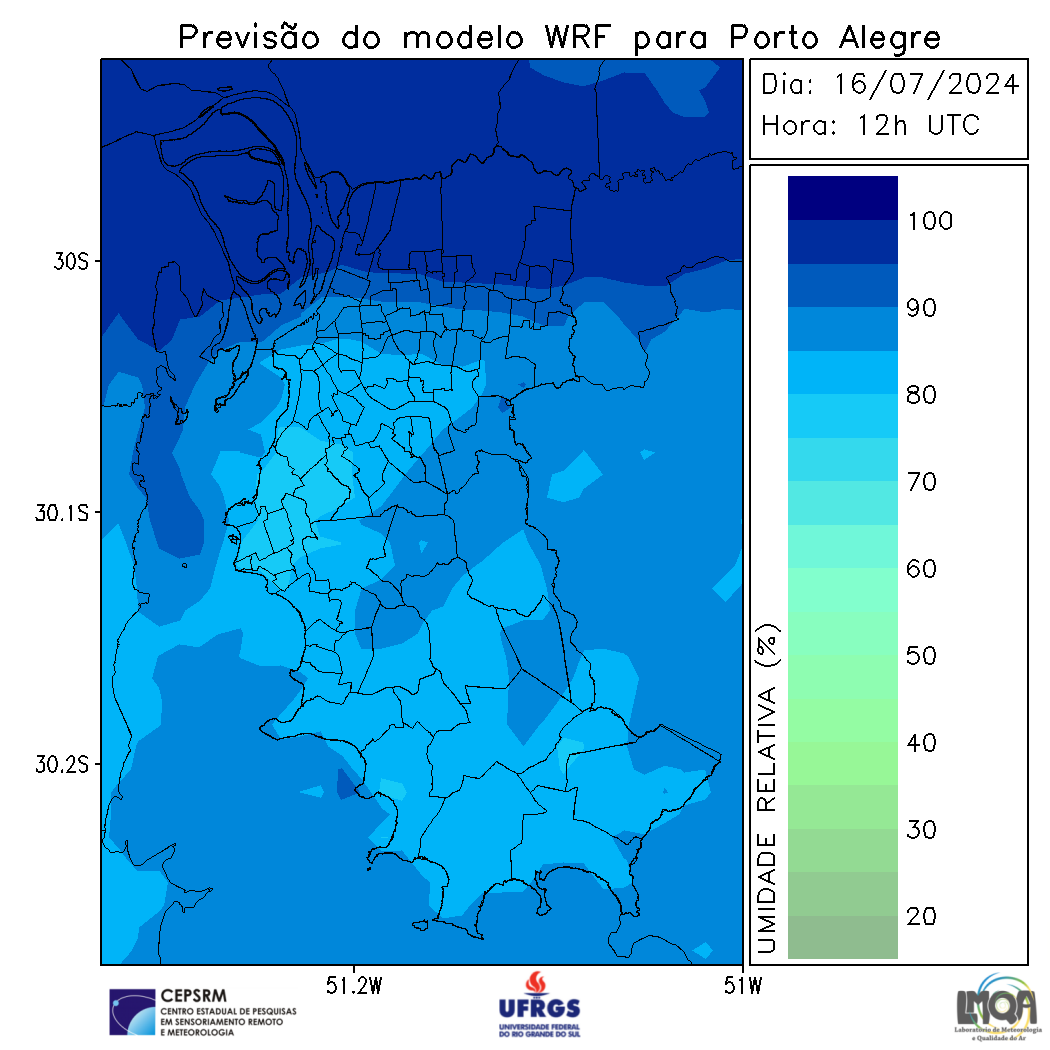 Previsão do modelo WRF para Porto Alegre
Dia: 16/07/2024
Hora: 12h UTC
30S
30.1S
30.2S
51.2W
51W
UMIDADE RELATIVA (%)
100
90
80
70
60
50
40
30
20
CEPSRM
CENTRO ESTADUAL DE PESQUISAS
EM SENSORIAMENTO REMOTO
E METEOROLOGIA
UFRGS
UNIVERSIDADE FEDERAL
DO RIO GRANDE DO SUL
LMQA
Laboratório de Meteorologia
e Qualidade do Ar